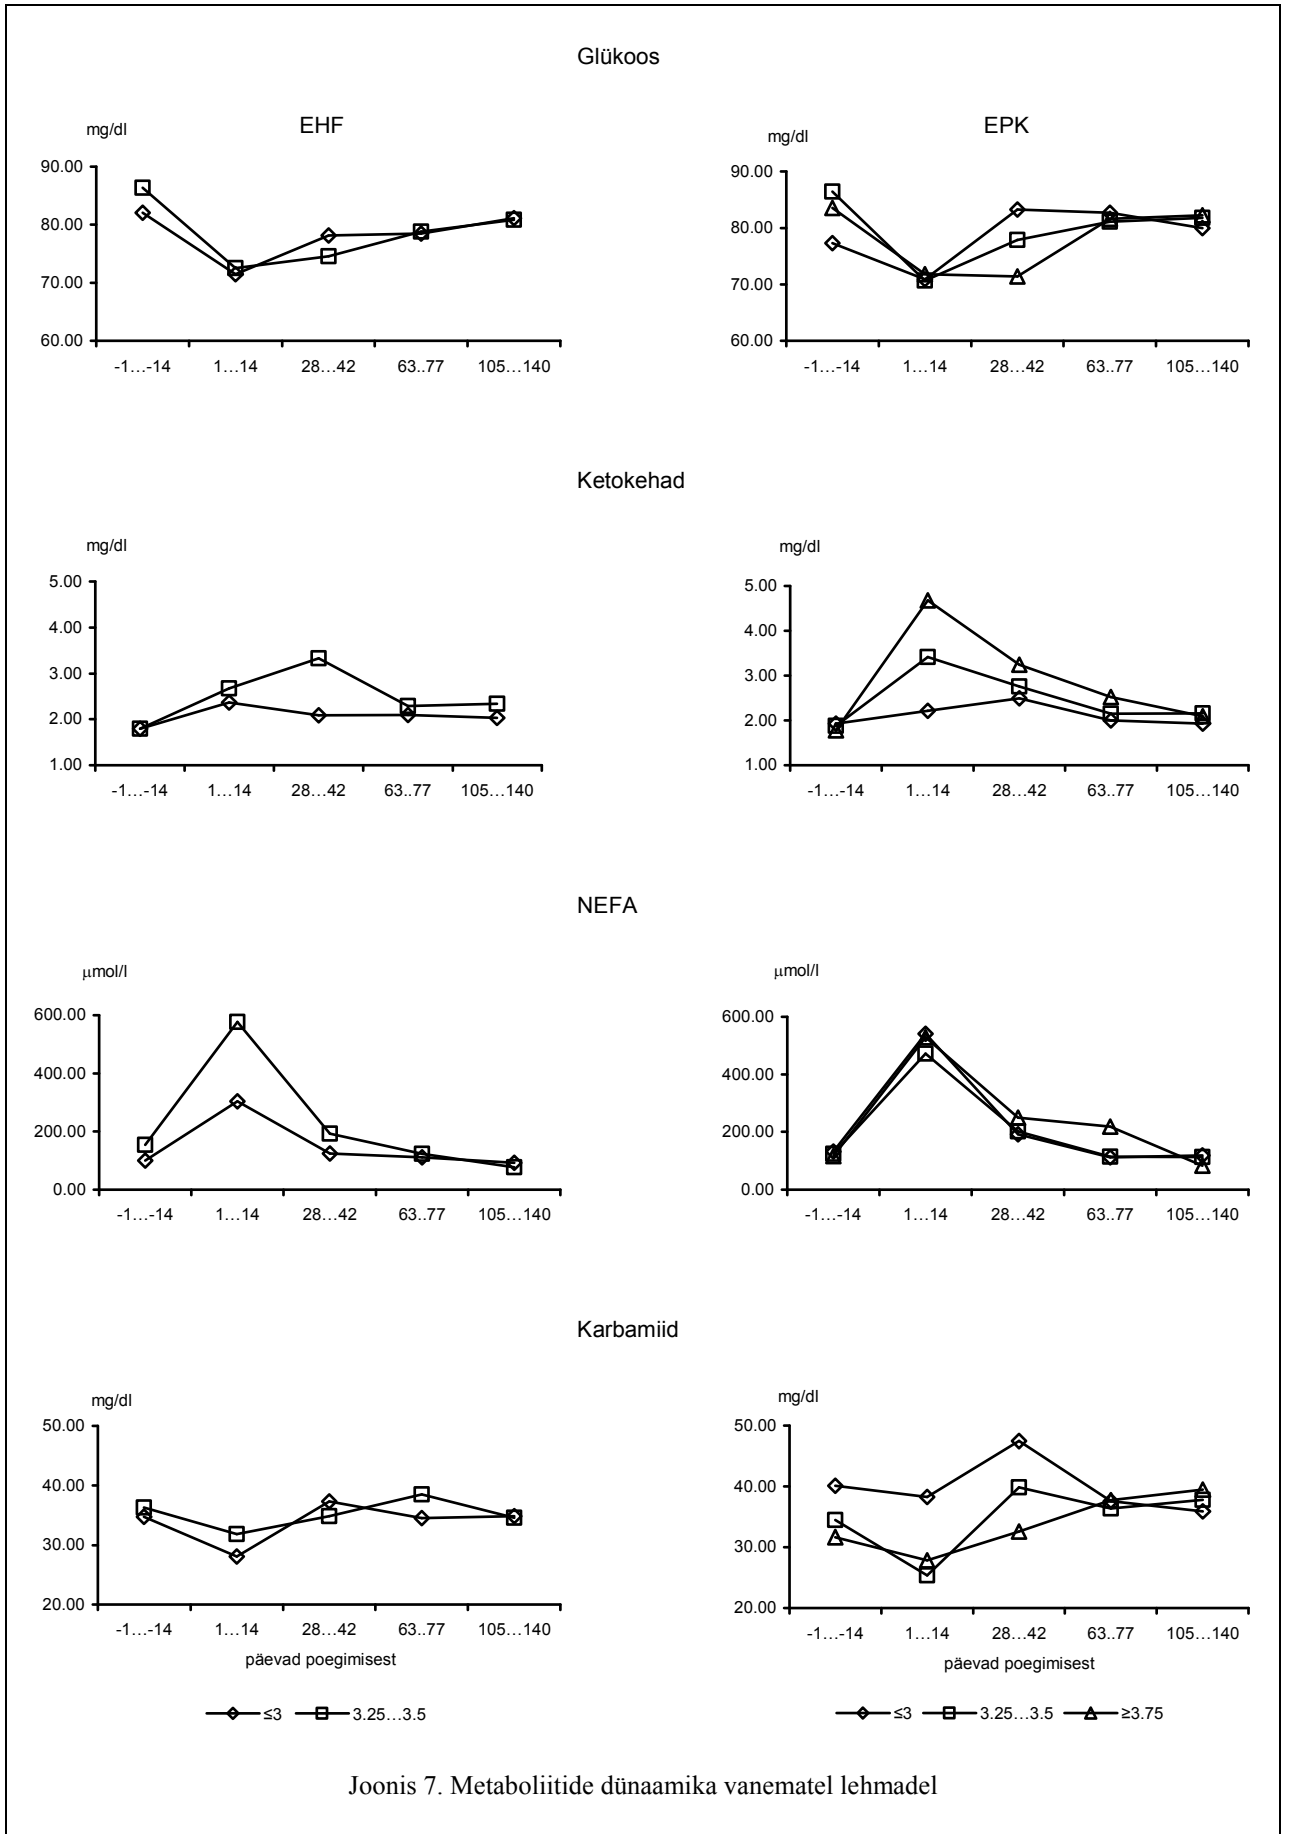 Glükoos
EHF
mg/dl
90.00
80.00
70.00
60.00
-1…-14 1…14 28…42 63..77 105…140
EPK
mg/dl
90.00
80.00
70.00
60.00
-1…-14 1…14 28…42 63..77 105…140
Ketokehad
mg/dl
5.00
4.00
3.00
2.00
1.00
-1…-14 1…14 28…42 63..77 105…140
mg/dl
5.00
4.00
3.00
2.00
1.00
-1…-14 1…14 28…42 63..77 105…140
NEFA
μmol/l
600.00
400.00
200.00
0.00
-1…-14 1…14 28…42 63..77 105…140
μmol/l
600.00
400.00
200.00
0.00
-1…-14 1…14 28…42 63..77 105…140
Karbamiid
mg/dl
50.00
40.00
30.00
20.00
-1…-14 1…14 28…42 63..77 105…140
päevad poegimisest
≤3 3.25…3.5
mg/dl
50.00
40.00
30.00
20.00
-1…-14 1…14 28…42 63..77 105…140
päevad poegimisest
≤3 3.25…3.5 ≥3.75
Joonis 7. Metaboliitide dünaamika vanematel lehmadel